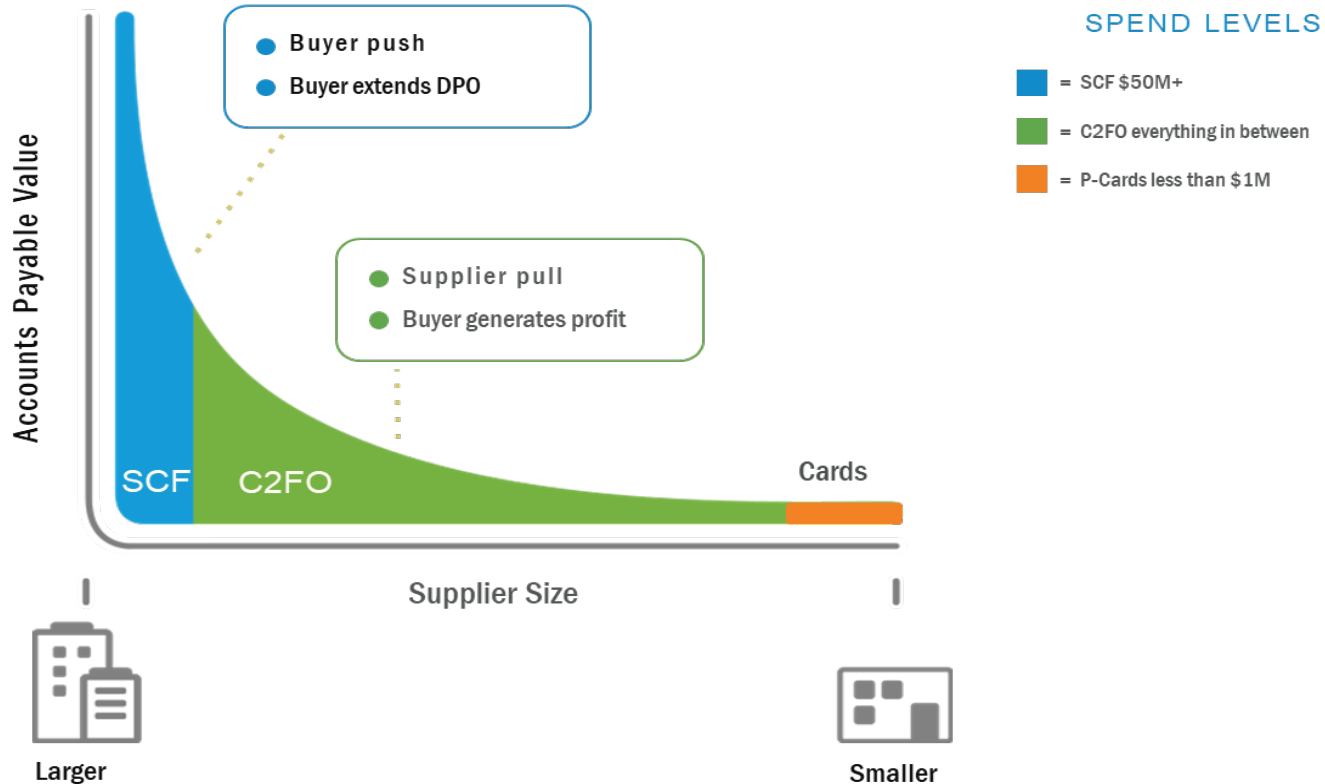 SPEND LEVELS
Buyer push
Buyer extends DPO
= SCF $50M+
= C2FO everything in between
= P-Cards less than $1M
Accounts Payable Value
Supplier pull
Buyer generates profit
SCF
C2FO
Cards
Supplier Size
Larger
Smaller